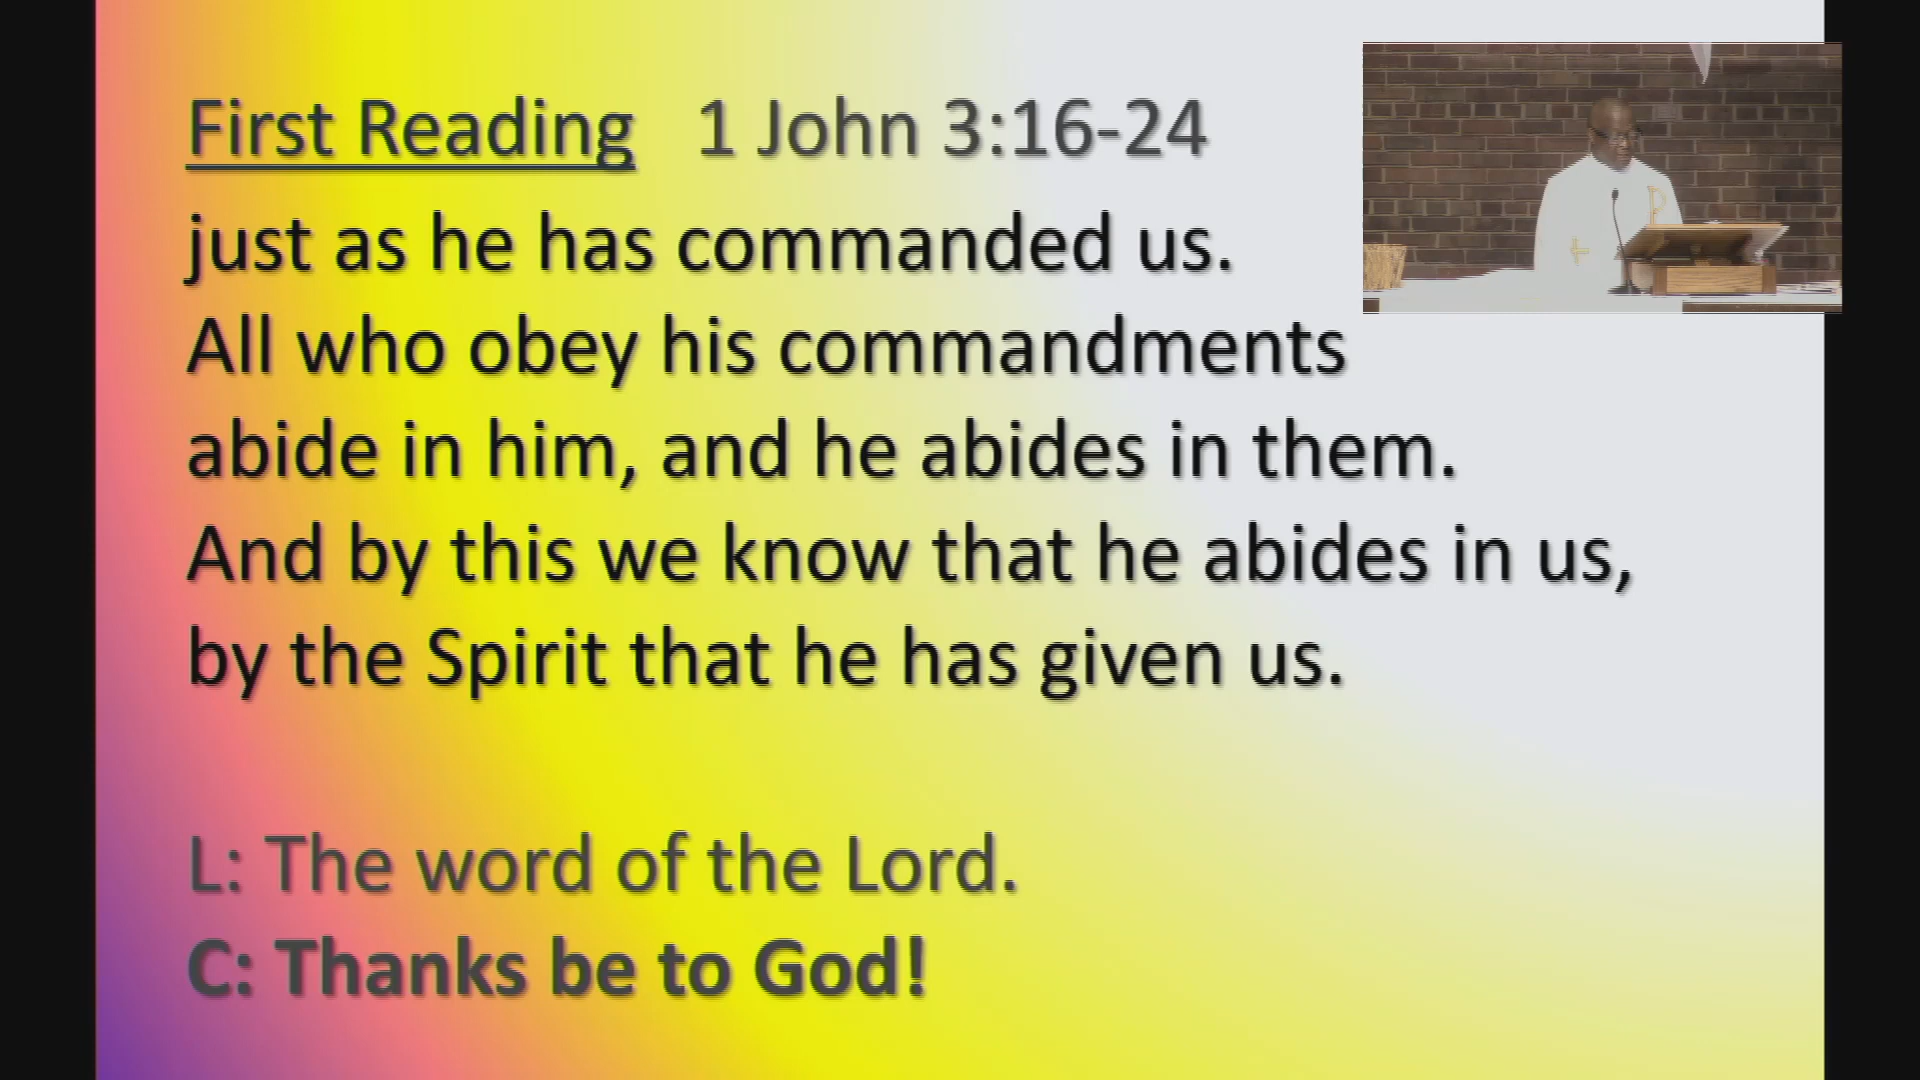 First Reading 1 John 3:16-24
just as he has commanded us.
All who obey his commandments
abide in him, and he abides in them.
And by this we know that he abides in us,
by the Spirit that he has given us.
L: The word of the Lord.
C: Thanks be to God!